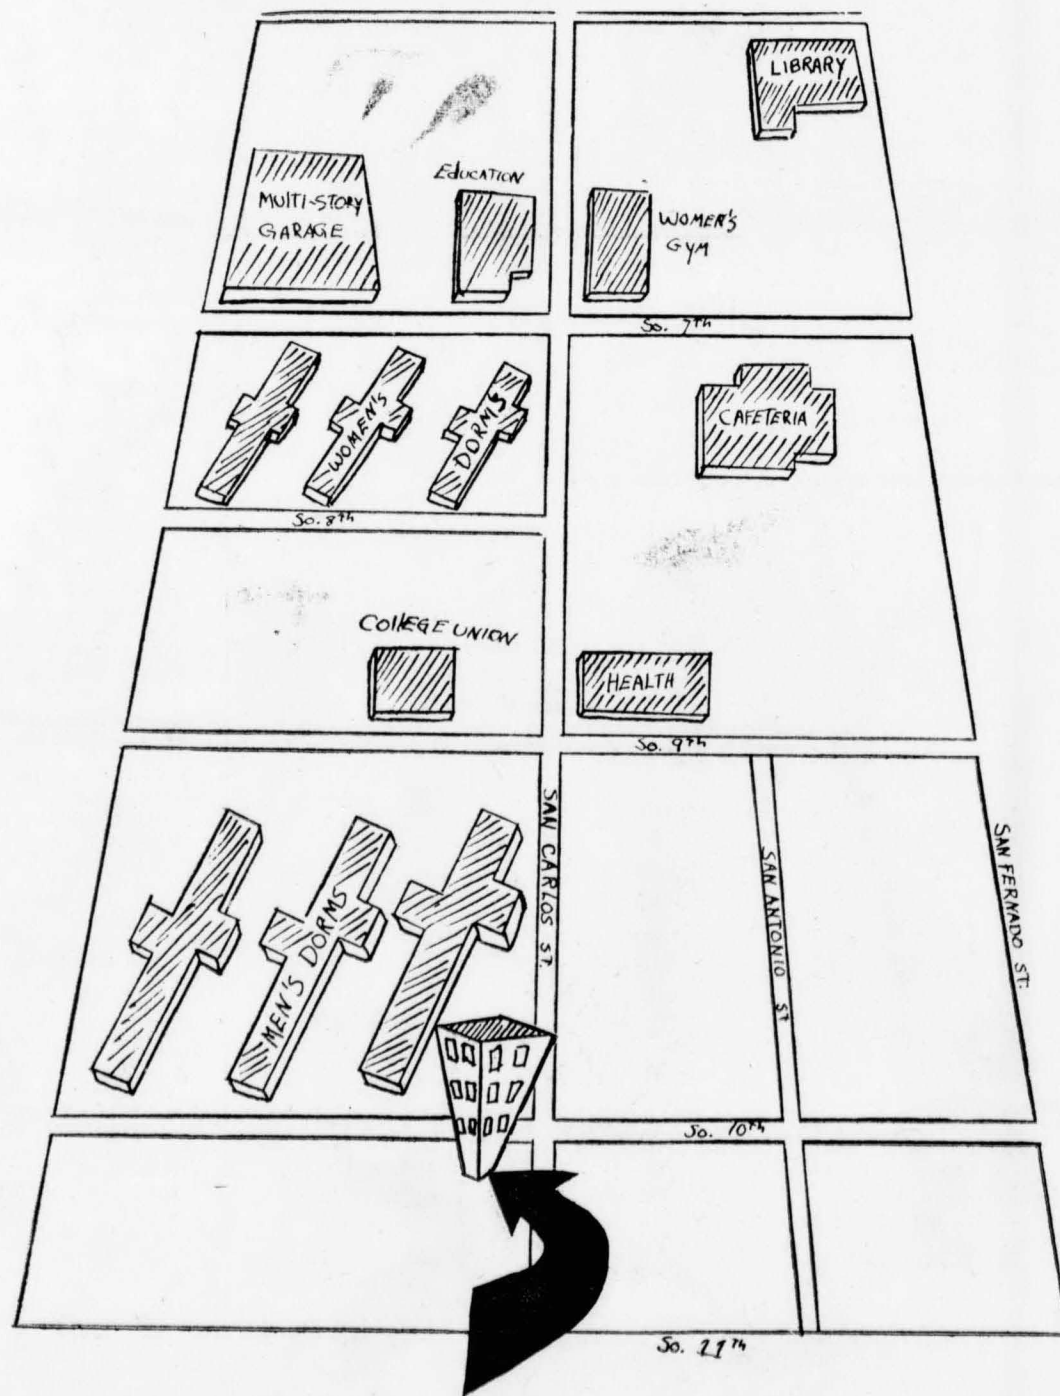 LIBRARY
EDUCATION
MULTI-STORY
GARAGE
WOMEN'S
GYM
So. 7th
WOMEN'S
DORMS
CAFETERIA
So. 8th
COllEGE UNION
HEALTH
So. 9th
SAN CARLOS ST.
SAN ANTONIO ST
SAN FERNADO ST.
MEN'S DORMS
So. 10th
So. 11th